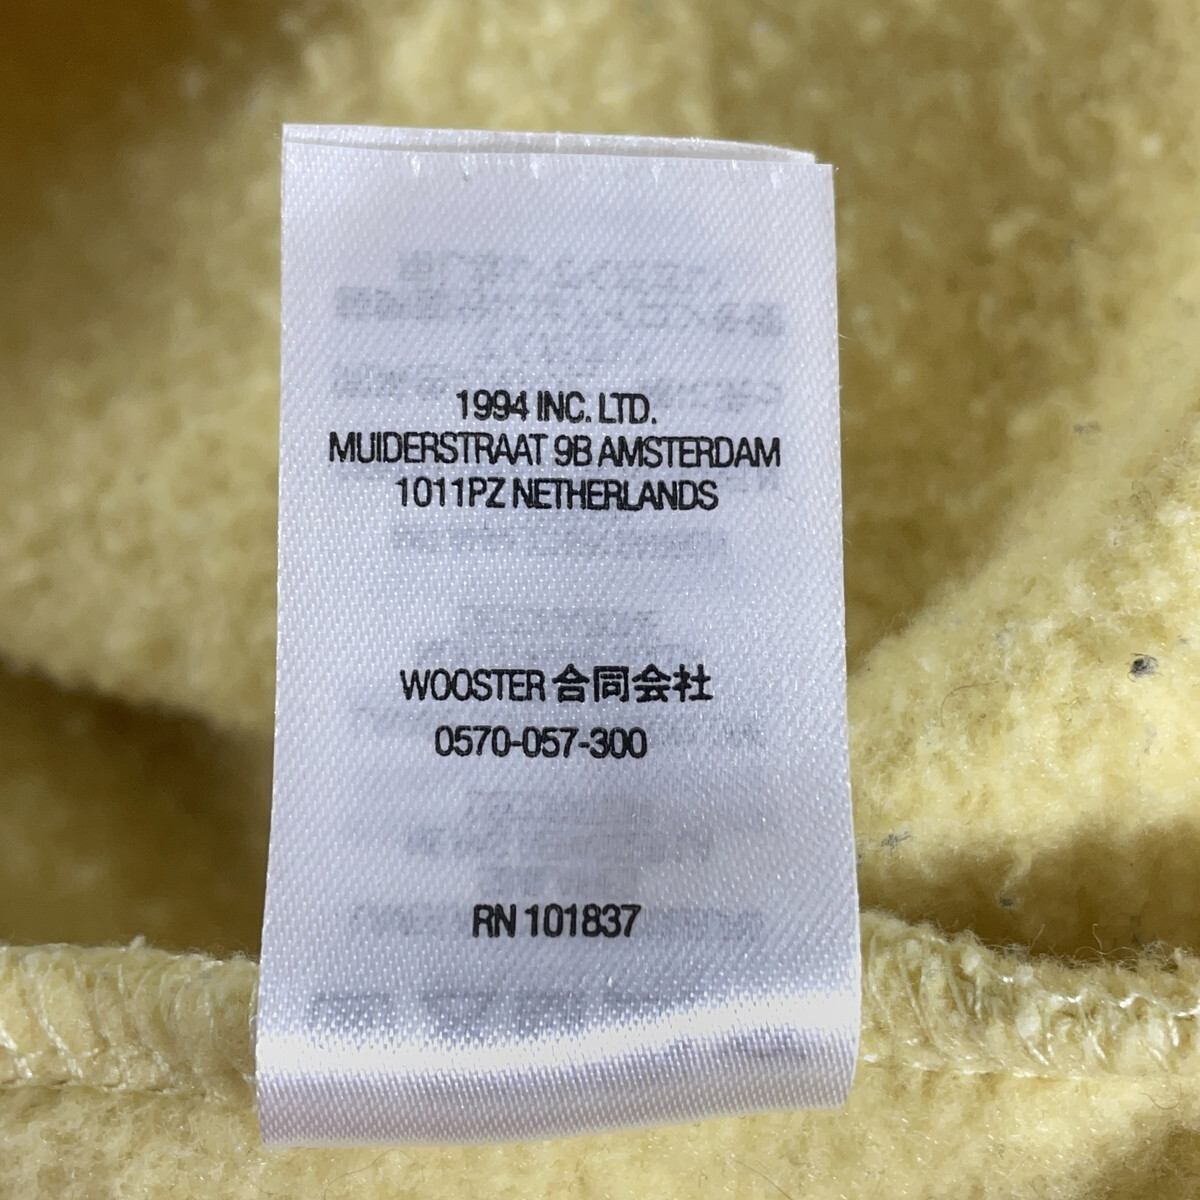 1994 INC. LTD.
MUIDERSTRAAT 9B AMSTERDAM
1011PZ NETHERLANDS
WOOSTER 合同会社
0570-057-300
RN 101837